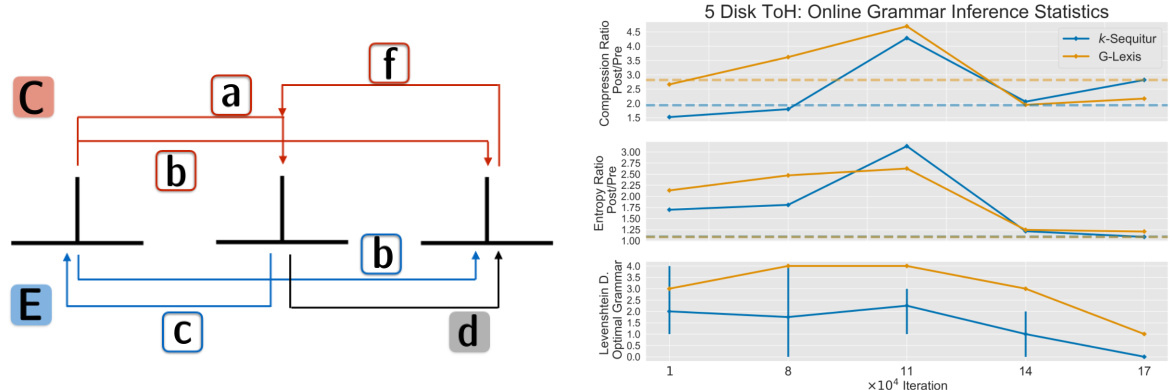 C
a
f
b
b
E
c
d
5 Disk ToH: Online Grammar Inference Statistics
Compression Ratio
Post/Pre
4.5
4.0
3.5
3.0
2.5
2.0
1.5
k-Sequitur
G-Lexis
Entropy Ratio
Post/Pre
3.00
2.75
2.50
2.25
2.00
1.75
1.50
1.25
1.00
Levenshtein D.
Optimal Grammar
4.0
3.5
3.0
2.5
2.0
1.5
1.0
0.5
0.0
1 8 11 14 17
×10⁴ Iteration